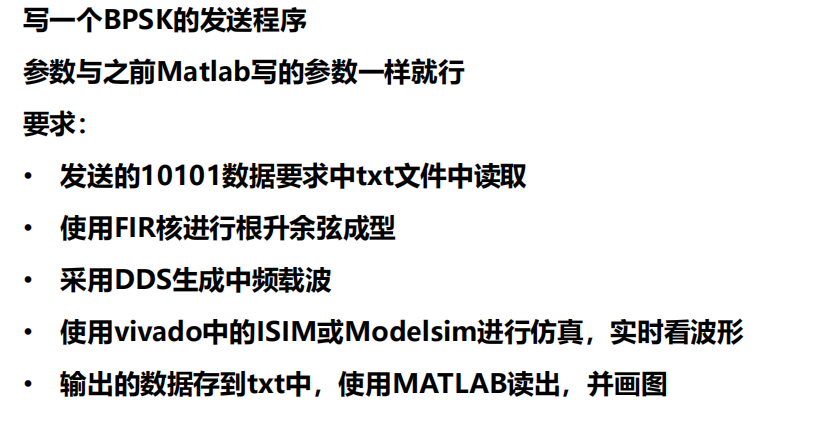 写一个BPSK的发送程序
参数与之前Matlab写的参数一样就行
要求：
• 发送的10101数据要求中txt文件中读取
• 使用FIR核进行根升余弦成型
• 采用DDS生成中频载波
• 使用vivado中的ISIM或Modelsim进行仿真，实时看波形
• 输出的数据存到txt中，使用MATLAB读出，并画图